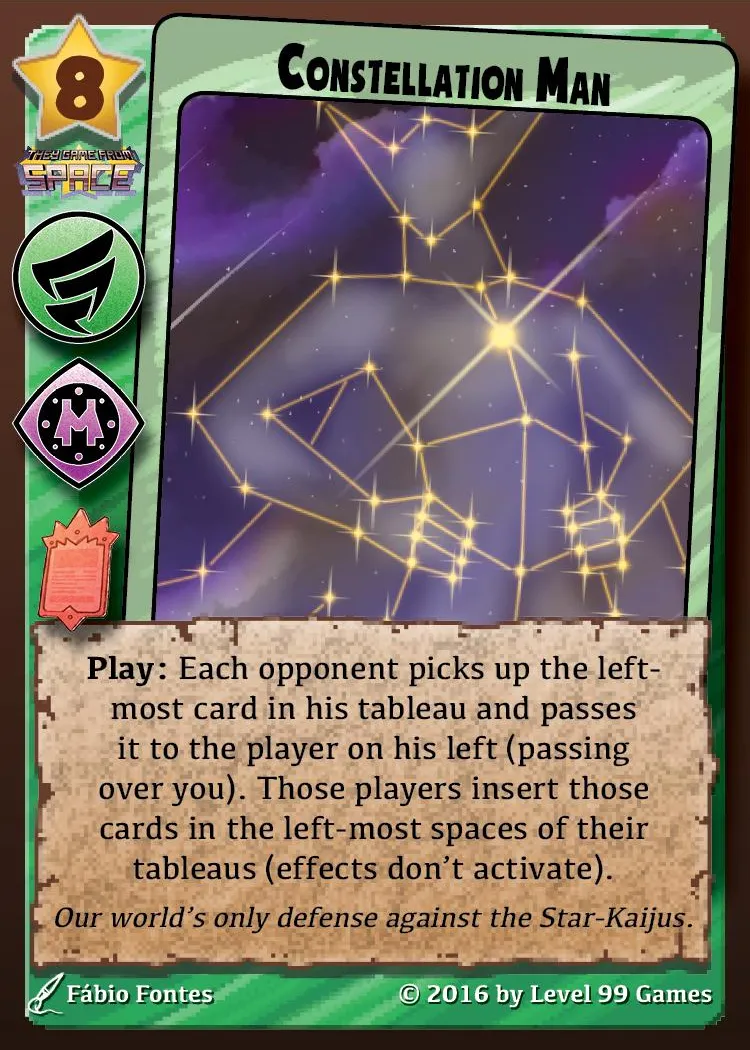 8
CONSTELLATION MAN
THEY CAME FROM
SPACE
M
Play: Each opponent picks up the left-
most card in his tableau and passes
it to the player on his left (passing
over you). Those players insert those
cards in the left-most spaces of their
tableaus (effects don't activate).
Our world's only defense against the Star-Kaijus.
Fábio Fontes
© 2016 by Level 99 Games